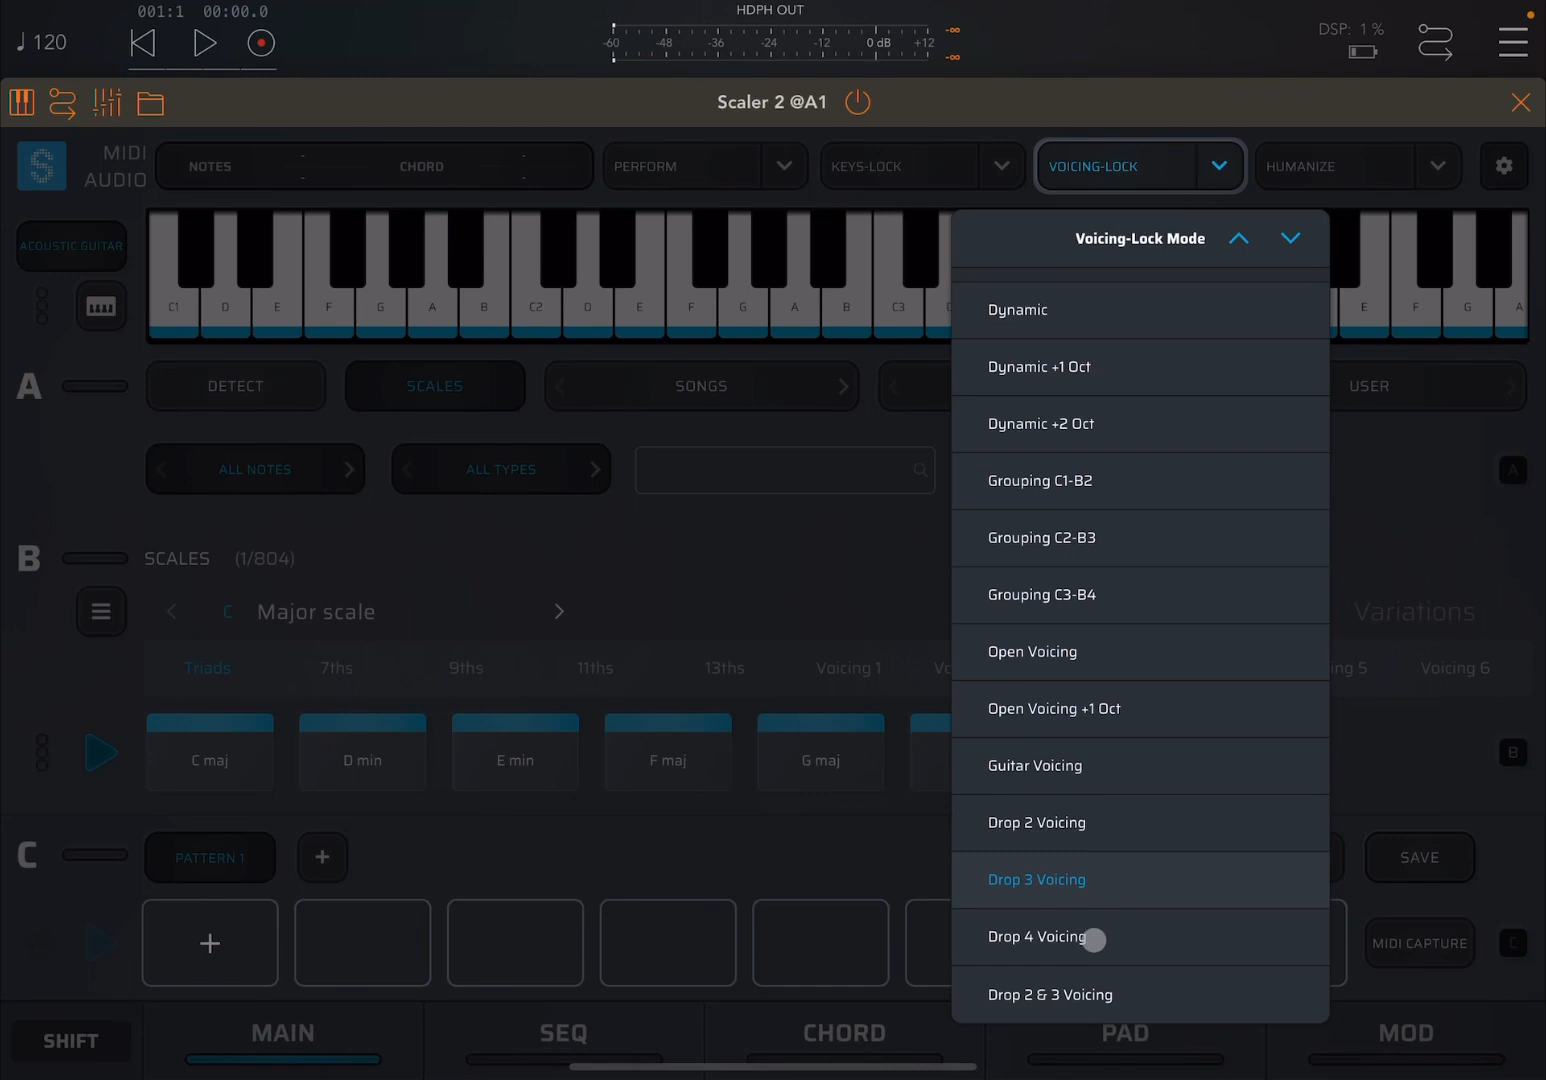 001:1 00:00.0
HDPH OUT
120
-60 -48 -36 -24 -12 0 dB +12
-∞
-∞
DSP: 1 %
Scaler 2 @A1
S
MIDI
AUDIO
NOTES - - CHORD - -
PERFORM
KEYS-LOCK
VOICING-LOCK
HUMANIZE
ACOUSTIC GUITAR
C1 D E F G A B C2 D E F G A B C3 E F G A
Voicing-Lock Mode
Dynamic
Dynamic +1 Oct
Dynamic +2 Oct
Grouping C1-B2
Grouping C2-B3
Grouping C3-B4
Open Voicing
Open Voicing +1 Oct
Guitar Voicing
Drop 2 Voicing
Drop 3 Voicing
Drop 4 Voicing
Drop 2 & 3 Voicing
A
DETECT
SCALES
SONGS
USER
ALL NOTES
ALL TYPES
A
B
SCALES (1/804)
C Major scale
Variations
Triads 7ths 9ths 11ths 13ths Voicing 1 Vo ing 5 Voicing 6
C maj D min E min F maj G maj
B
C
PATTERN 1
+
SAVE
+
MIDI CAPTURE
C
SHIFT
MAIN
SEQ
CHORD
PAD
MOD